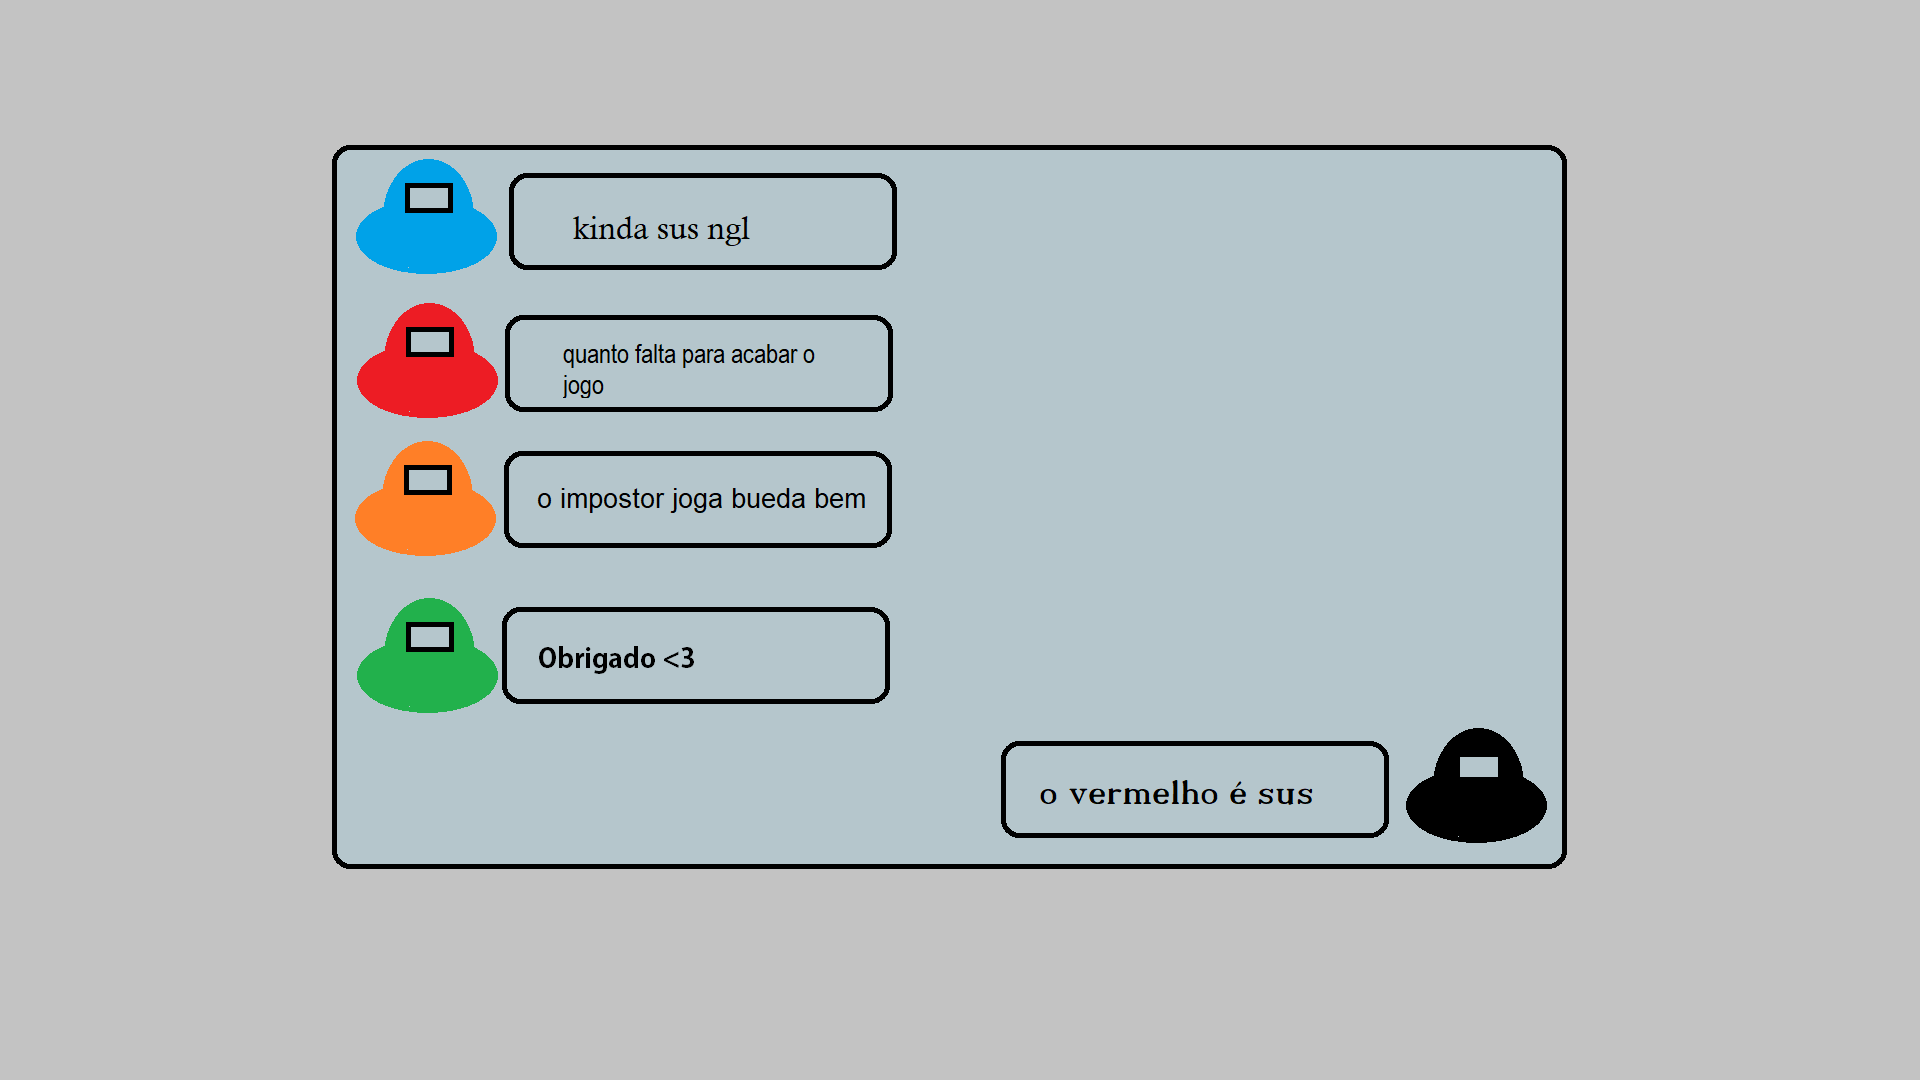 kinda sus ngl
quanto falta para acabar o
jogo
o impostor joga bueda bem
Obrigado <3
o vermelho é sus